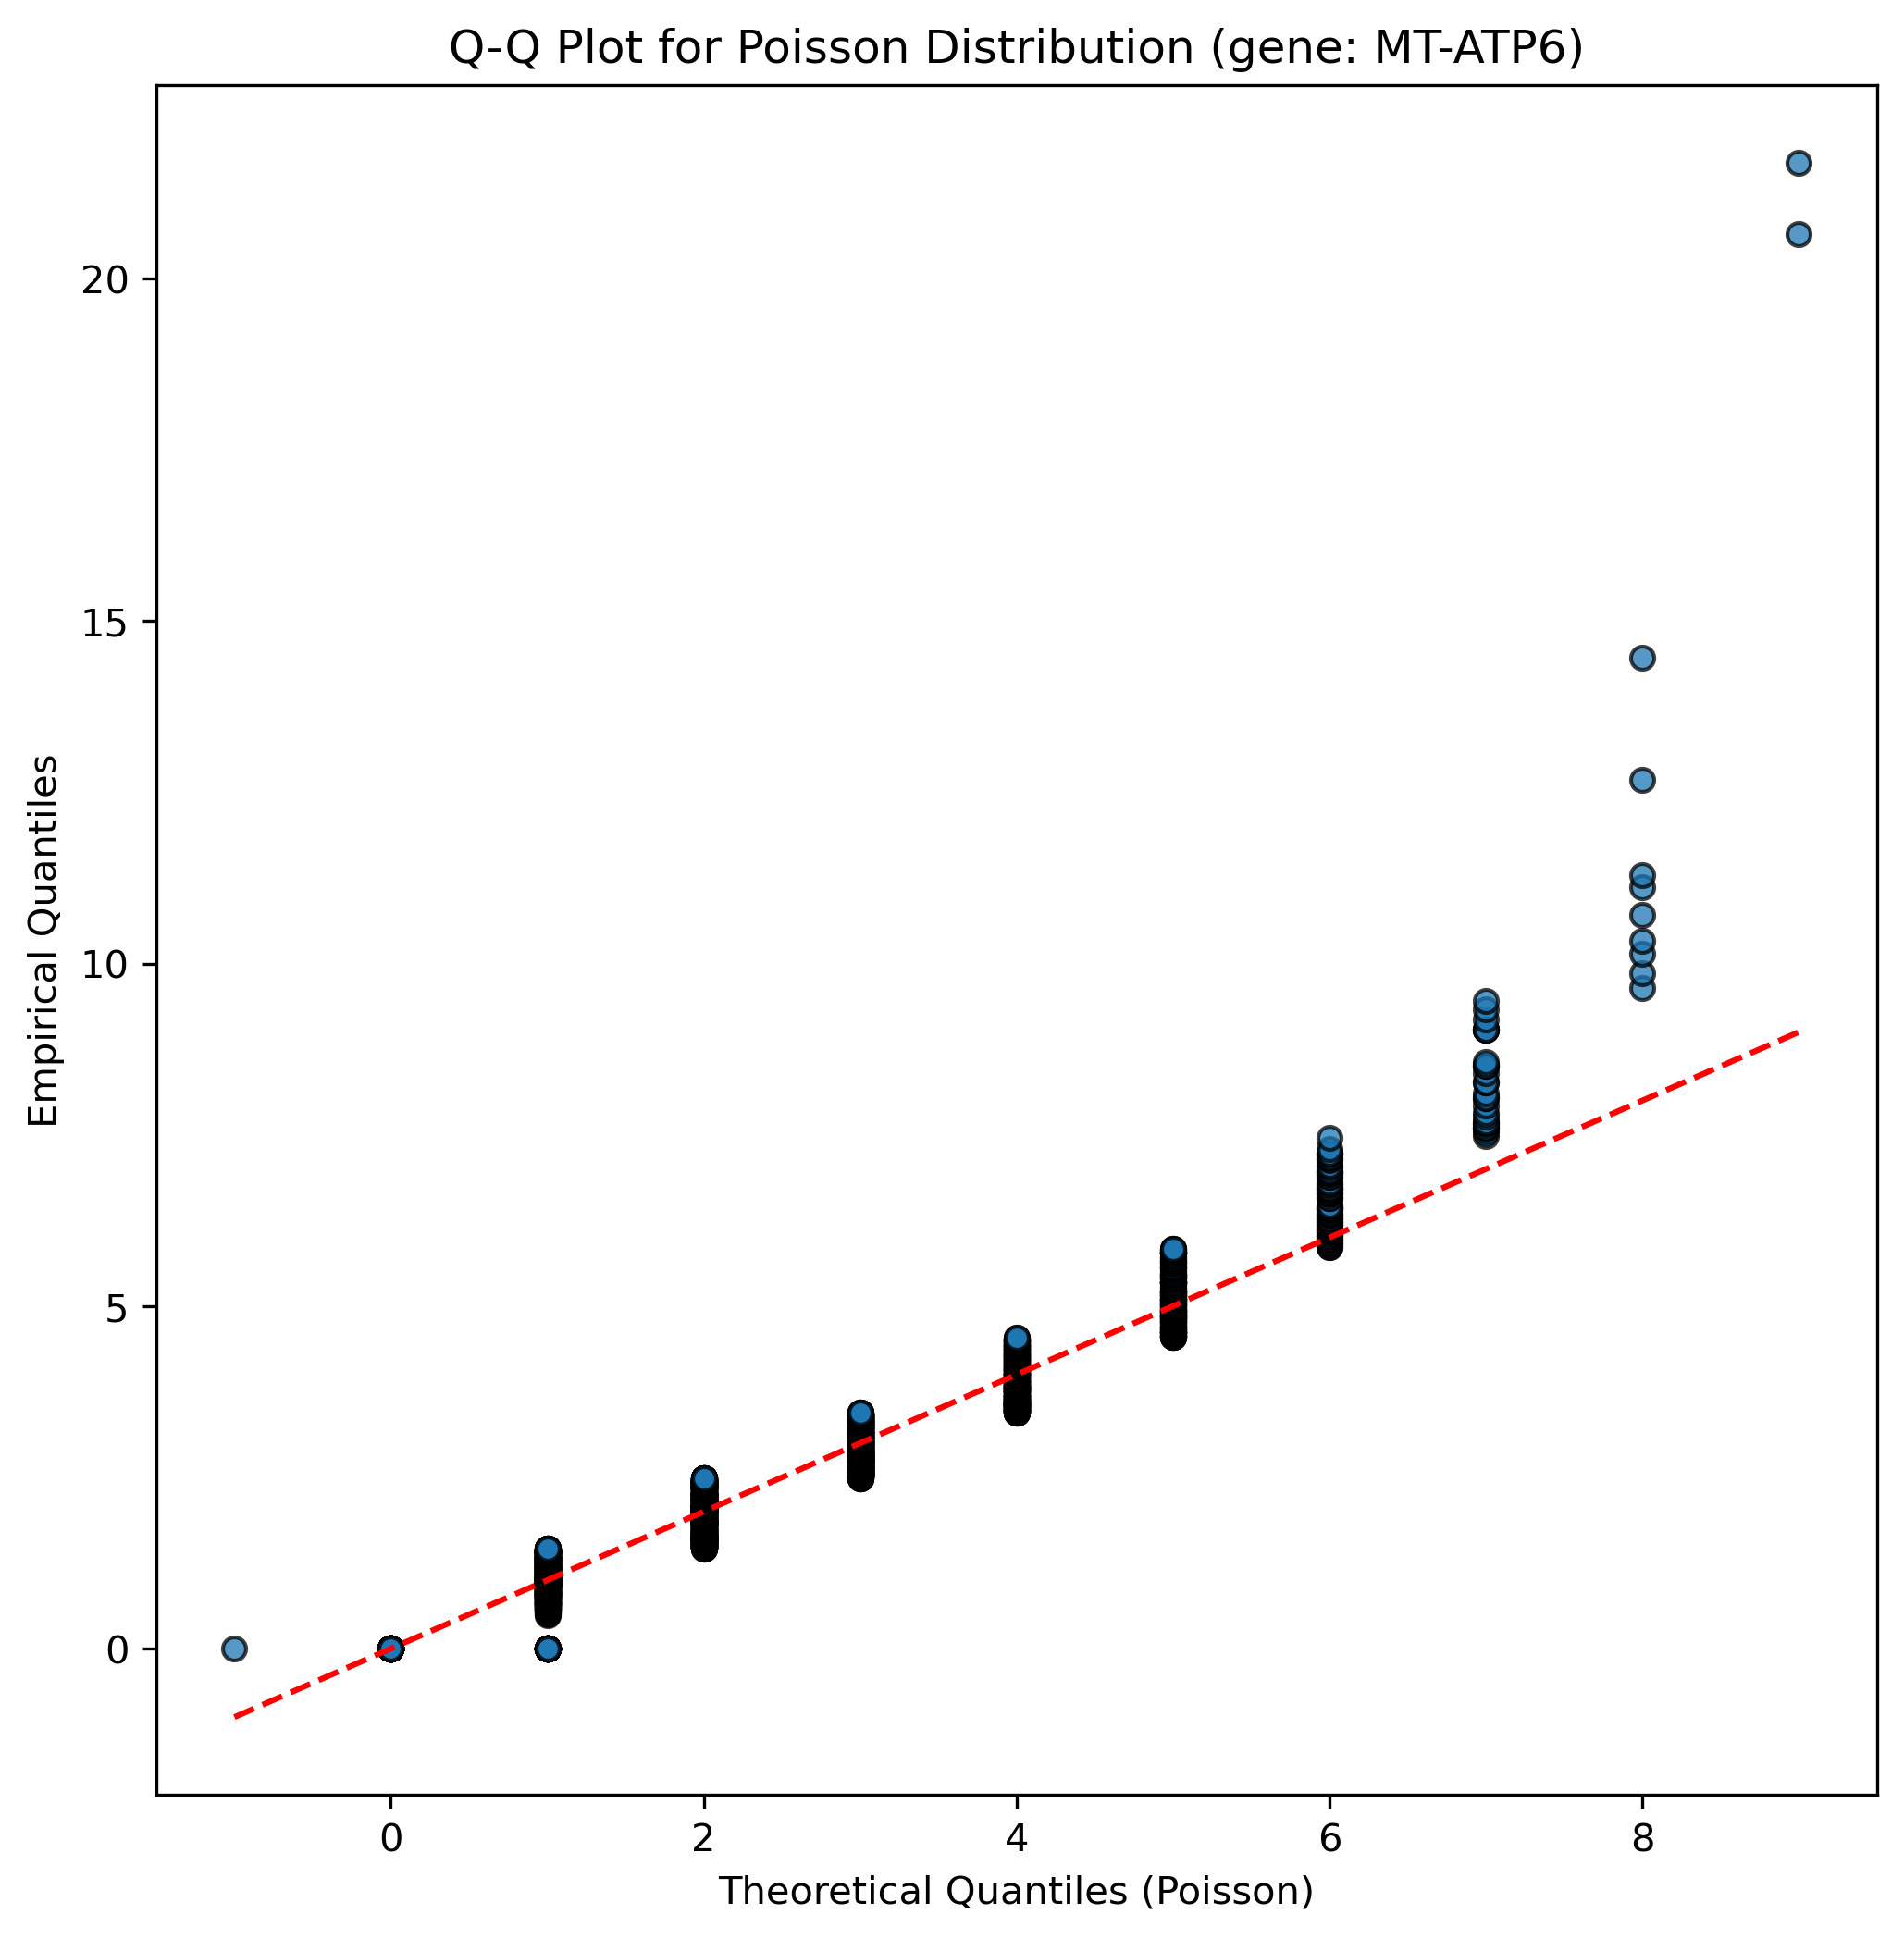 Q-Q Plot for Poisson Distribution (gene: MT-ATP6)
20
15
10
5
0
Empirical Quantiles
0 2 4 6 8
Theoretical Quantiles (Poisson)